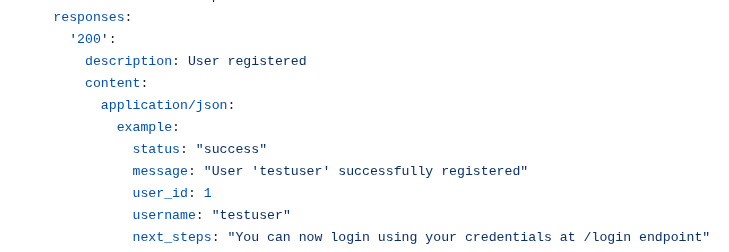 responses:
'200':
description: User registered
content:
application/json:
example:
status: "success"
message: "User 'testuser' successfully registered"
user_id: 1
username: "testuser"
next_steps: "You can now login using your credentials at /login endpoint"